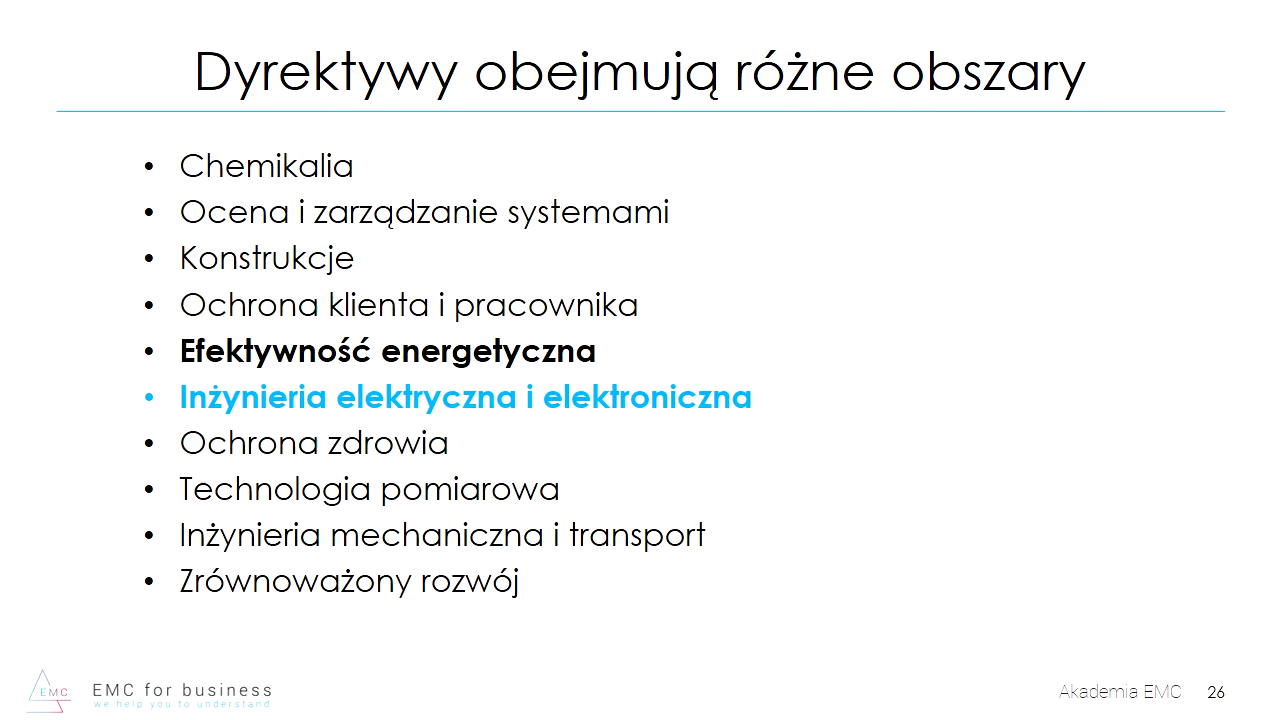 Dyrektywy obejmują różne obszary
• Chemikalia
• Ocena i zarządzanie systemami
• Konstrukcje
• Ochrona klienta i pracownika
• Efektywność energetyczna
• Inżynieria elektryczna i elektroniczna
• Ochrona zdrowia
• Technologia pomiarowa
• Inżynieria mechaniczna i transport
• Zrównoważony rozwój
EMC
EMC for business
we help you to understand
Akademia EMC 26